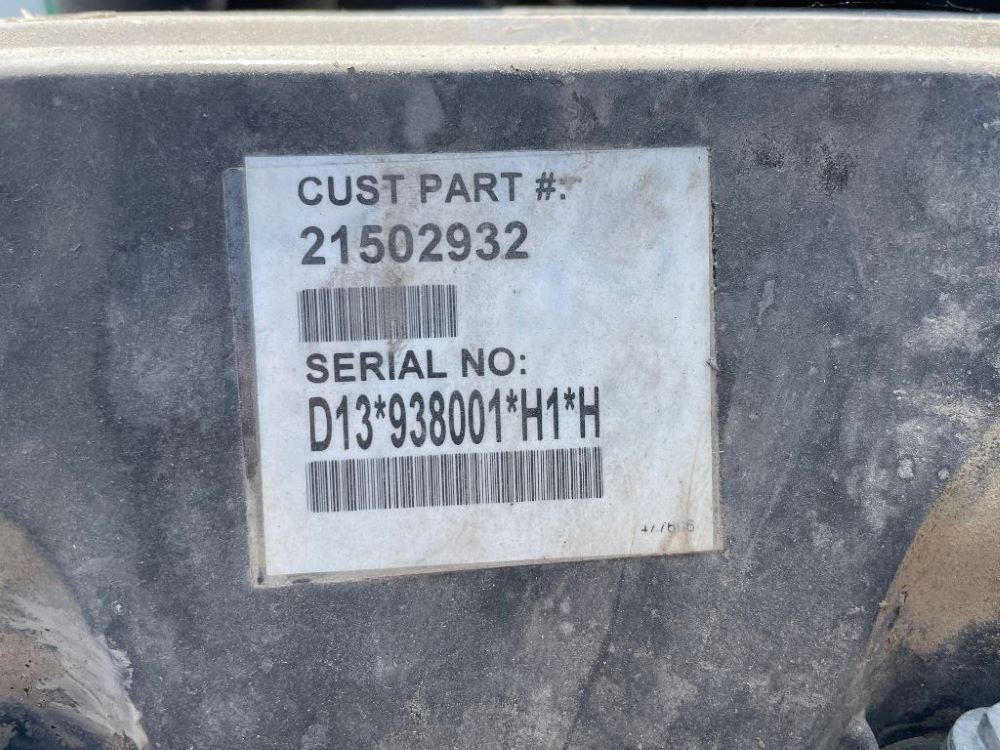 CUST PART #:
21502932
SERIAL NO:
D13*938001*H1*H